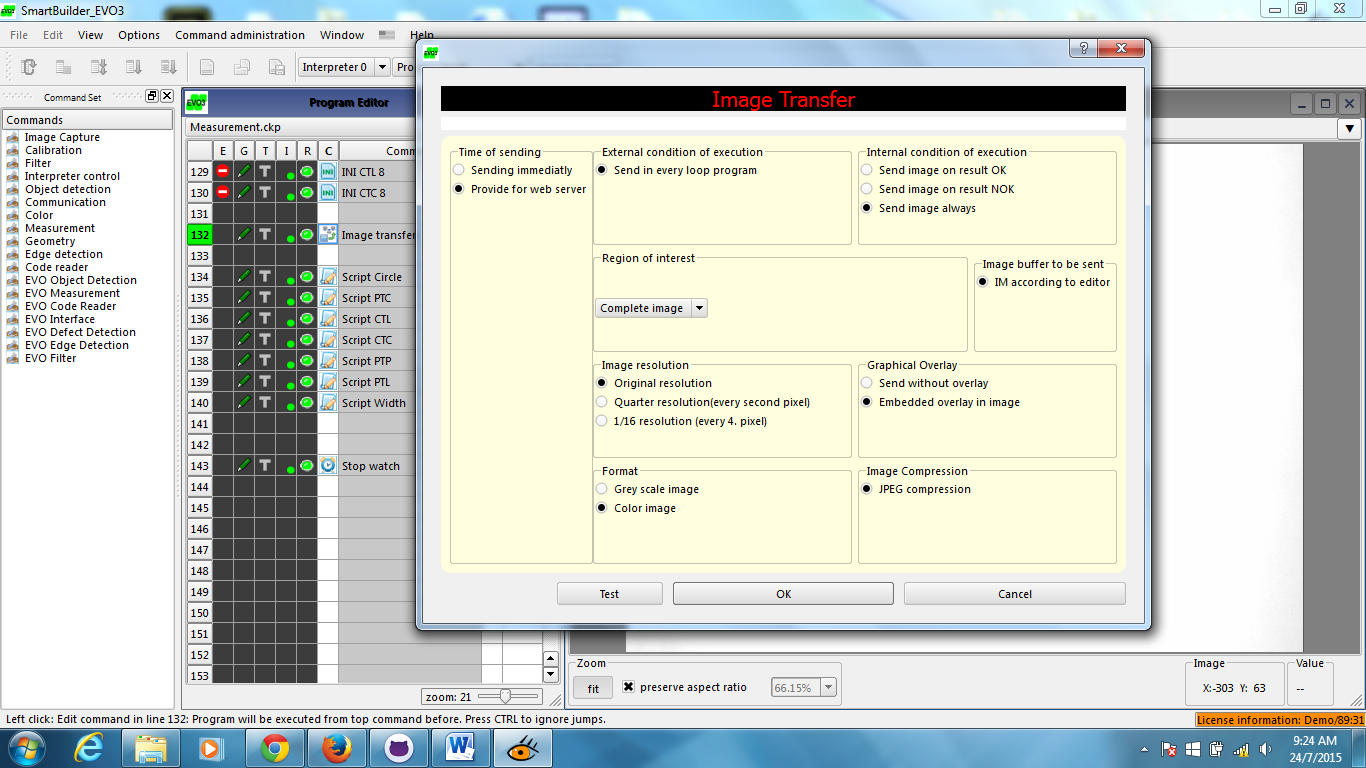 SmartBuilder_EVO3
File Edit View Options Command administration Window Help
Interpreter 0
Command Set
Commands
Image Capture
Calibration
Filter
Interpreter control
Object detection
Communication
Color
Measurement
Geometry
Edge detection
Code reader
EVO Object Detection
EVO Measurement
EVO Code Reader
EVO Interface
EVO Defect Detection
EVO Edge Detection
EVO Filter
EVO3 Program Editor
Measurement.ckp
E G T I R C Comm
129 T INI INI CTL 8
130 T INI INI CTC 8
131
132 T Image transfer
133
134 T Script Circle
135 T Script PTC
136 T Script CTL
137 T Script CTC
138 T Script PTP
139 T Script PTL
140 T Script Width
141
142
143 T Stop watch
144
145
146
147
148
149
150
151
152
153
zoom: 21
EVO3
Image Transfer
Time of sending
Sending immediatly
Provide for web server
External condition of execution
Send in every loop program
Internal condition of execution
Send image on result OK
Send image on result NOK
Send image always
Region of interest
Complete image
Image buffer to be sent
IM according to editor
Image resolution
Original resolution
Quarter resolution(every second pixel)
1/16 resolution (every 4. pixel)
Graphical Overlay
Send without overlay
Embedded overlay in image
Format
Grey scale image
Color image
Image Compression
JPEG compression
Test OK Cancel
Zoom
fit preserve aspect ratio 66.15%
Image
X:-303 Y: 63
Value
--
Left click: Edit command in line 132: Program will be executed from top command before. Press CTRL to ignore jumps.
License information: Demo/89:31
9:24 AM
24/7/2015